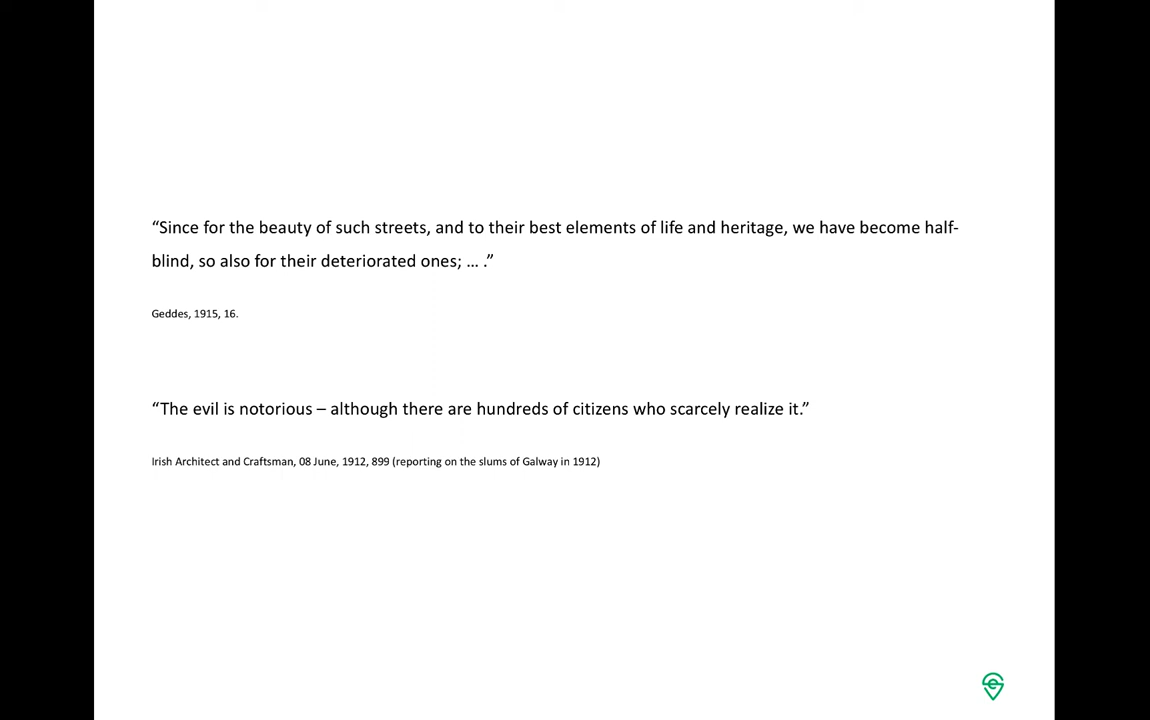 “Since for the beauty of such streets, and to their best elements of life and heritage, we have become half-
blind, so also for their deteriorated ones; … .”
Geddes, 1915, 16.
“The evil is notorious – although there are hundreds of citizens who scarcely realize it.”
Irish Architect and Craftsman, 08 June, 1912, 899 (reporting on the slums of Galway in 1912)